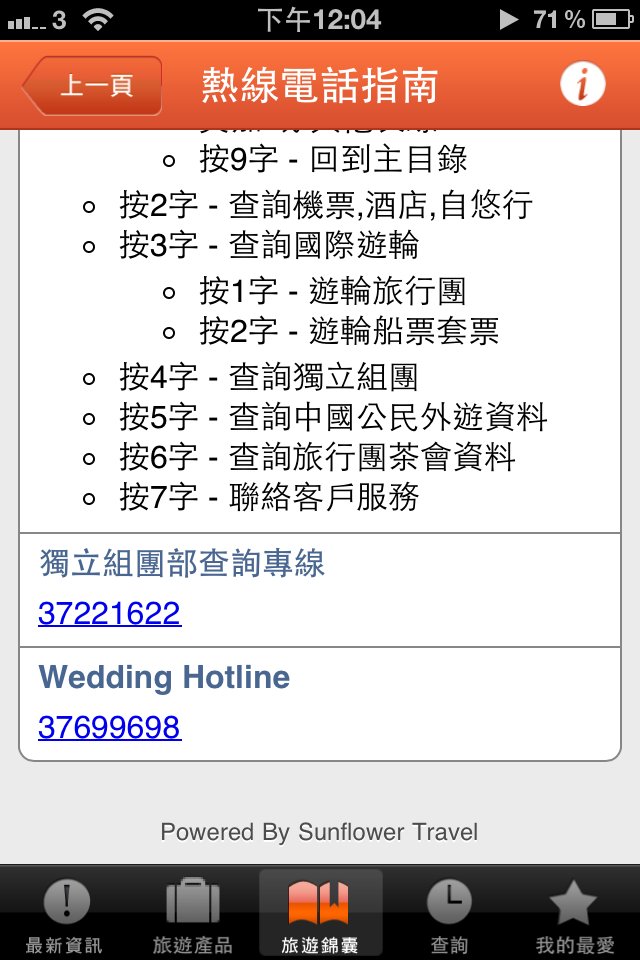 3 下午12:04 71%
上一頁 熱線電話指南
按9字 - 回到主目錄
按2字 - 查詢機票,酒店,自悠行
按3字 - 查詢國際遊輪
按1字 - 遊輪旅行團
按2字 - 遊輪船票套票
按4字 - 查詢獨立組團
按5字 - 查詢中國公民外遊資料
按6字 - 查詢旅行團茶會資料
按7字 - 聯絡客戶服務
獨立組團部查詢專線
37221622
Wedding Hotline
37699698
Powered By Sunflower Travel
最新資訊 旅遊產品 旅遊錦囊 查詢 我的最愛